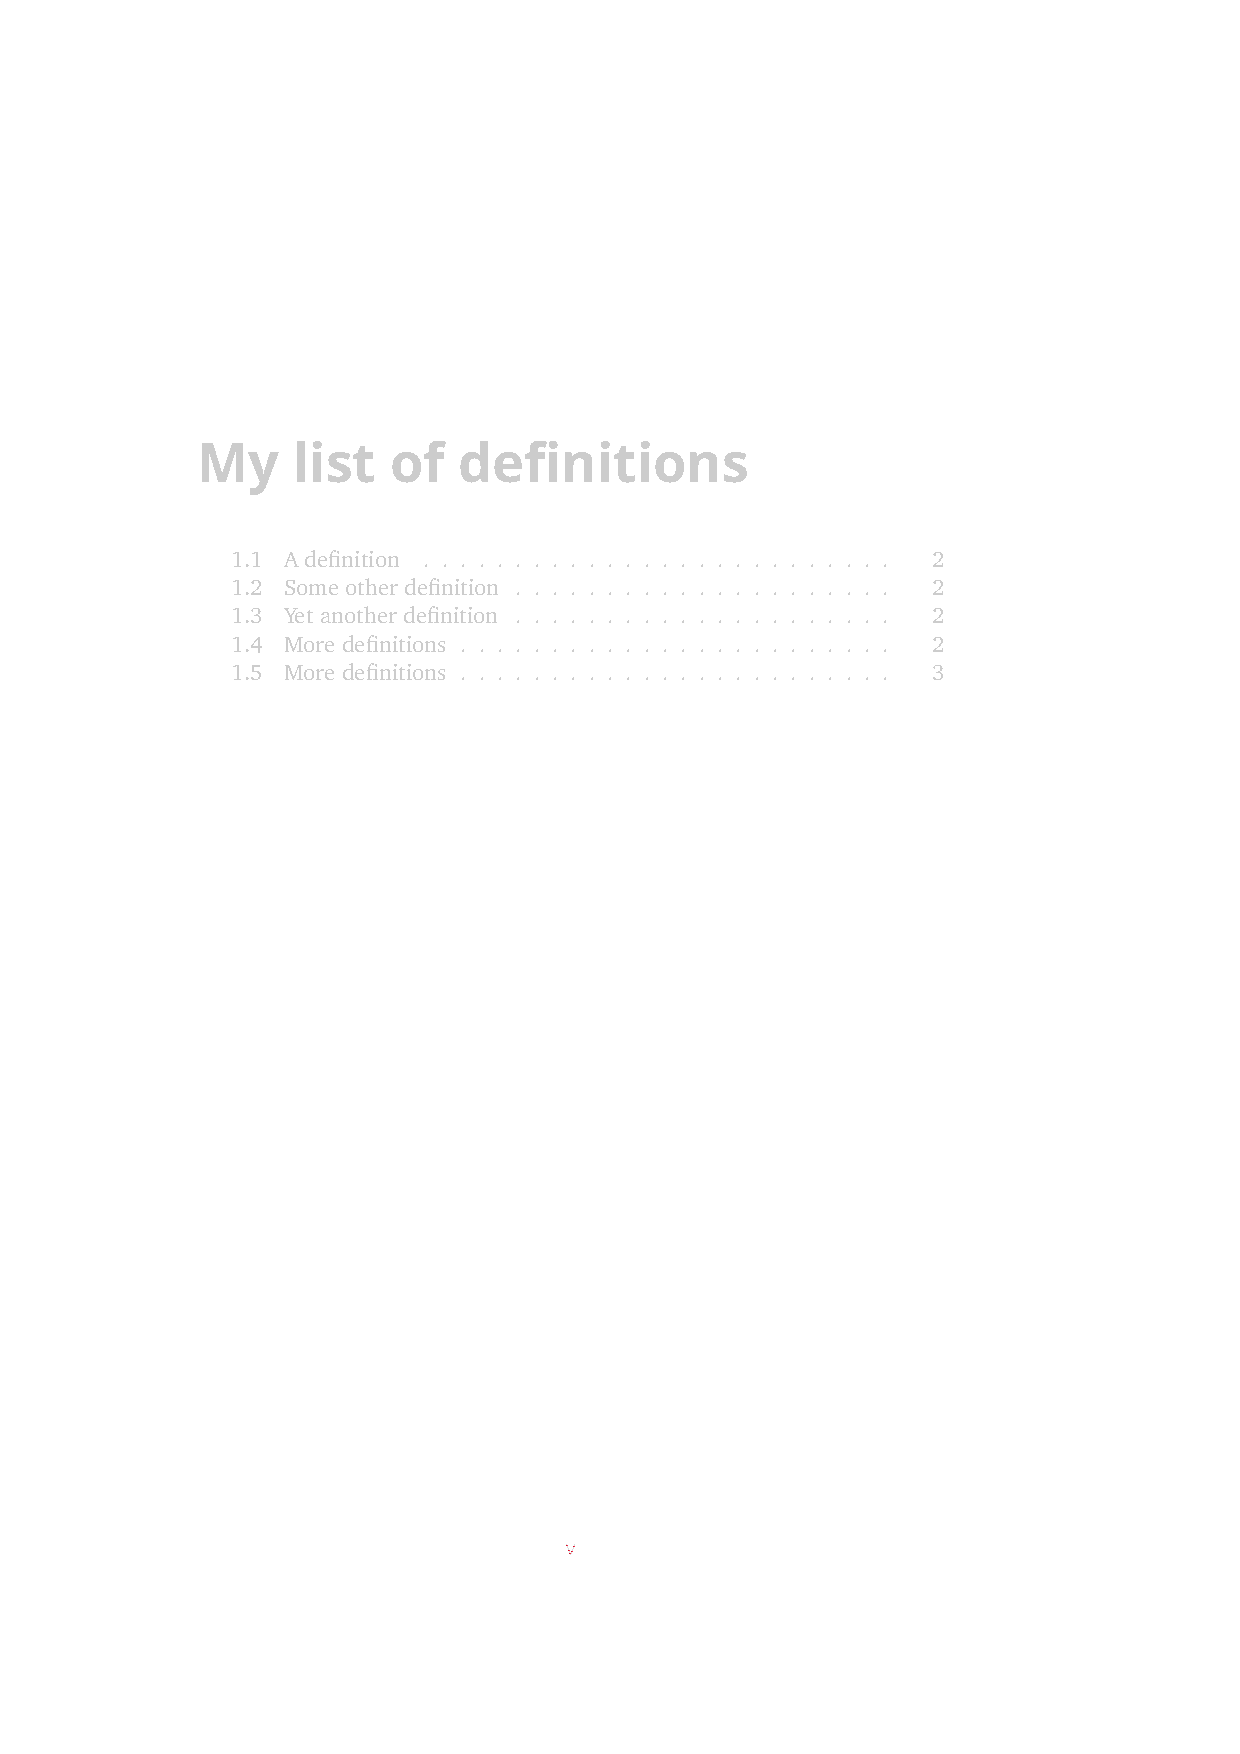 My list of definitions
1.1 A definition . . . . . . . . . . . . . . . . . . . . . . . . . . 2
1.2 Some other definition . . . . . . . . . . . . . . . . . . . . . 2
1.3 Yet another definition . . . . . . . . . . . . . . . . . . . . . 2
1.4 More definitions . . . . . . . . . . . . . . . . . . . . . . . . 2
1.5 More definitions . . . . . . . . . . . . . . . . . . . . . . . . 3
v